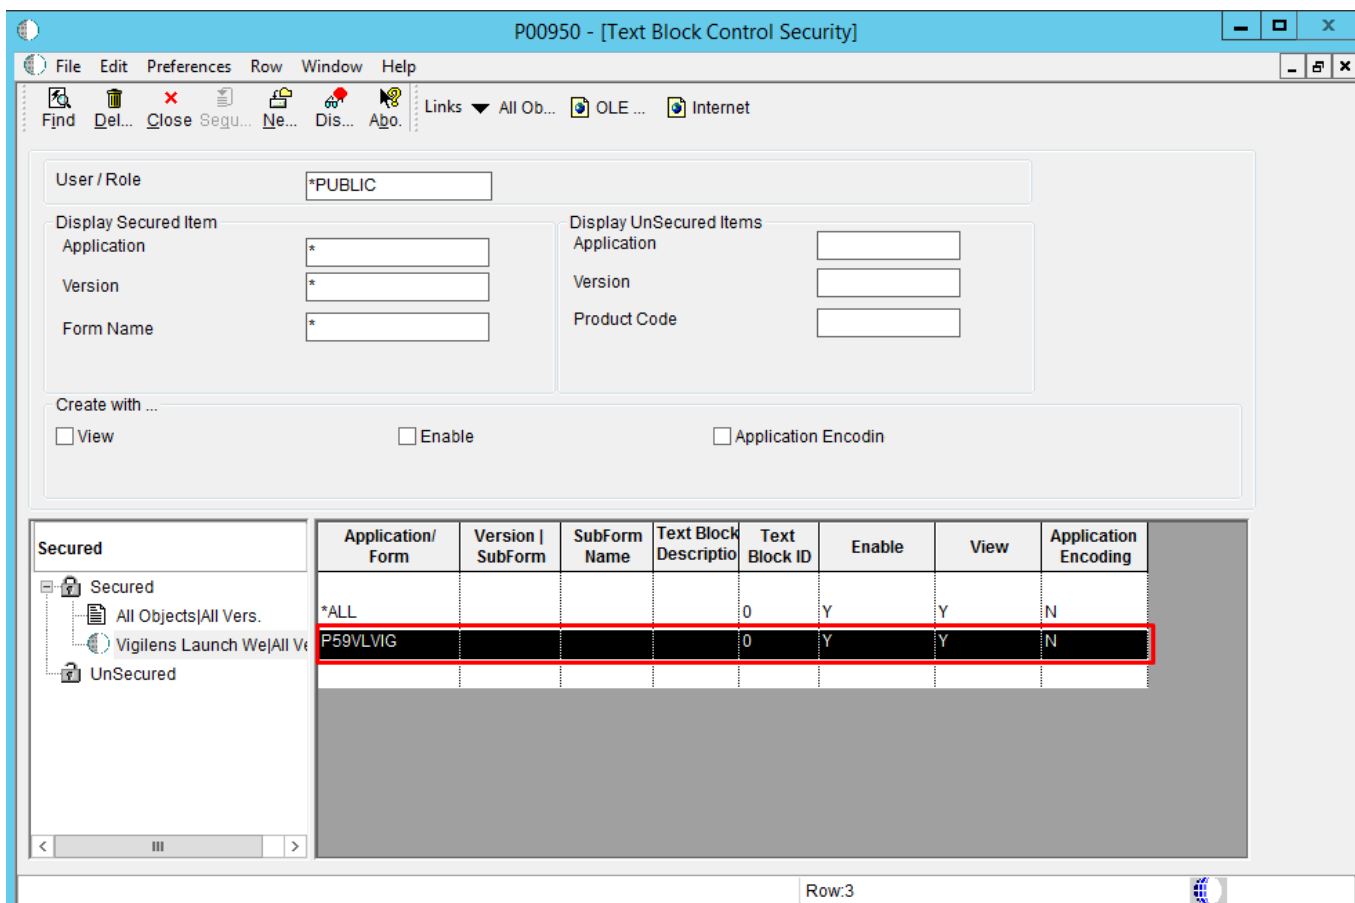 P00950 - [Text Block Control Security]
File Edit Preferences Row Window Help
Find Del... Close Sequ... Ne... Dis... Abo. Links All Ob... OLE ... Internet
User / Role *PUBLIC
Display Secured Item
Application *
Version *
Form Name *
Display UnSecured Items
Application
Version
Product Code
Create with ...
View Enable Application Encodin
Secured
Secured
All Objects|All Vers.
Vigilens Launch We|All Ve
UnSecured
Application/ Form Version | SubForm SubForm Name Text Block Descriptio Text Block ID Enable View Application Encoding
*ALL 0 Y Y N
P59VLVIG 0 Y Y N
Row:3